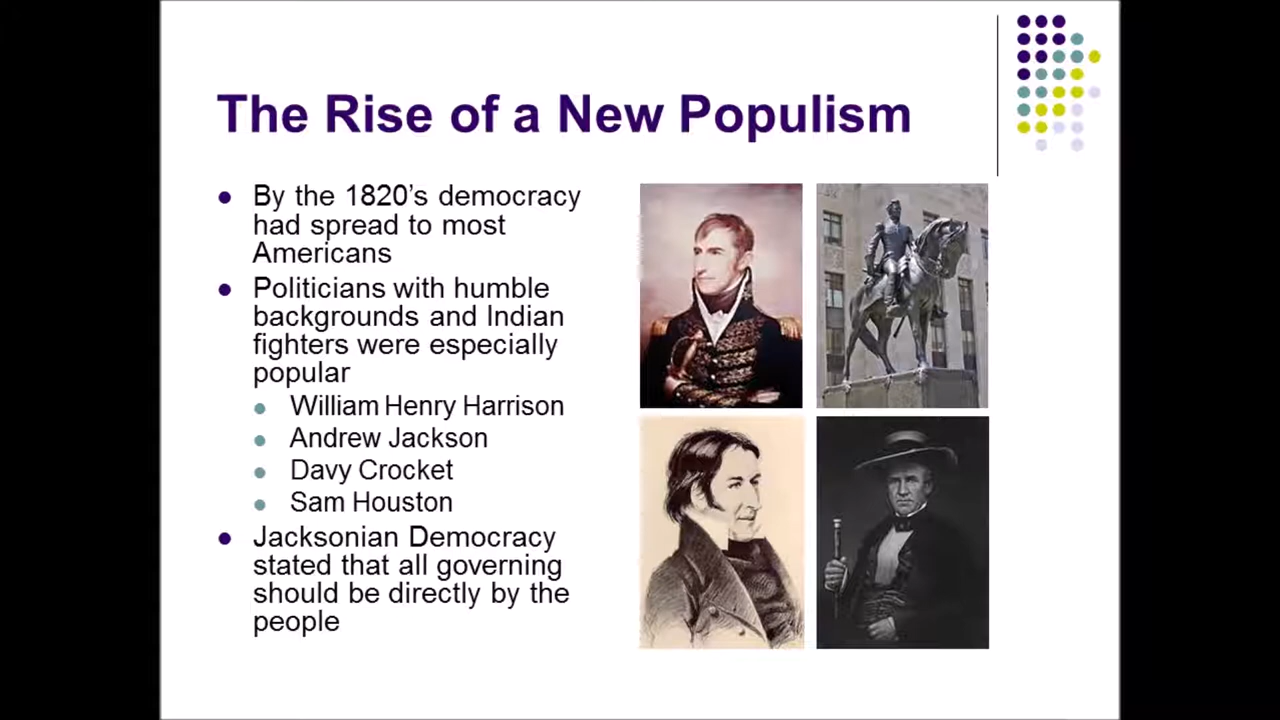 The Rise of a New Populism
By the 1820’s democracy
had spread to most
Americans
Politicians with humble
backgrounds and Indian
fighters were especially
popular
William Henry Harrison
Andrew Jackson
Davy Crocket
Sam Houston
Jacksonian Democracy
stated that all governing
should be directly by the
people